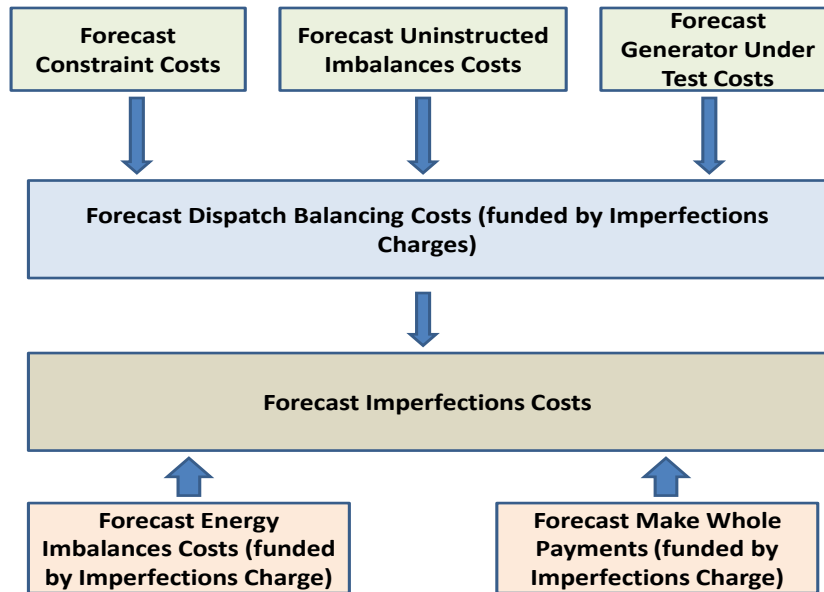 Forecast
Constraint Costs
Forecast Uninstructed
Imbalances Costs
Forecast
Generator Under
Test Costs
Forecast Dispatch Balancing Costs (funded by Imperfections
Charges)
Forecast Imperfections Costs
Forecast Energy
Imbalances Costs (funded
by Imperfections Charge)
Forecast Make Whole
Payments (funded by
Imperfections Charge)